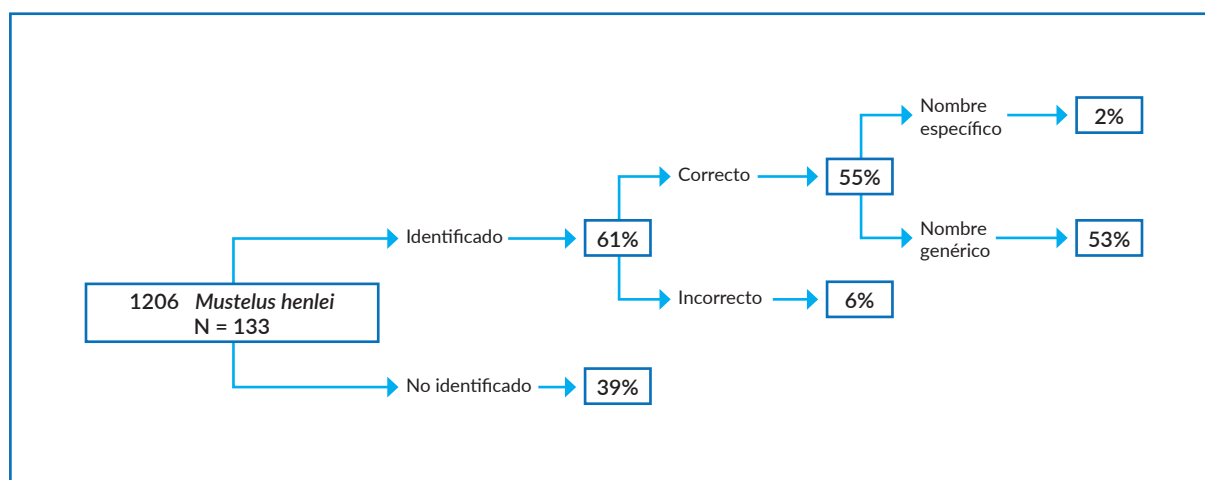 Nombre
específico
2%
Correcto
55%
Identificado
61%
Nombre
genérico
53%
1206 Mustelus henlei
N = 133
Incorrecto
6%
No identificado
39%